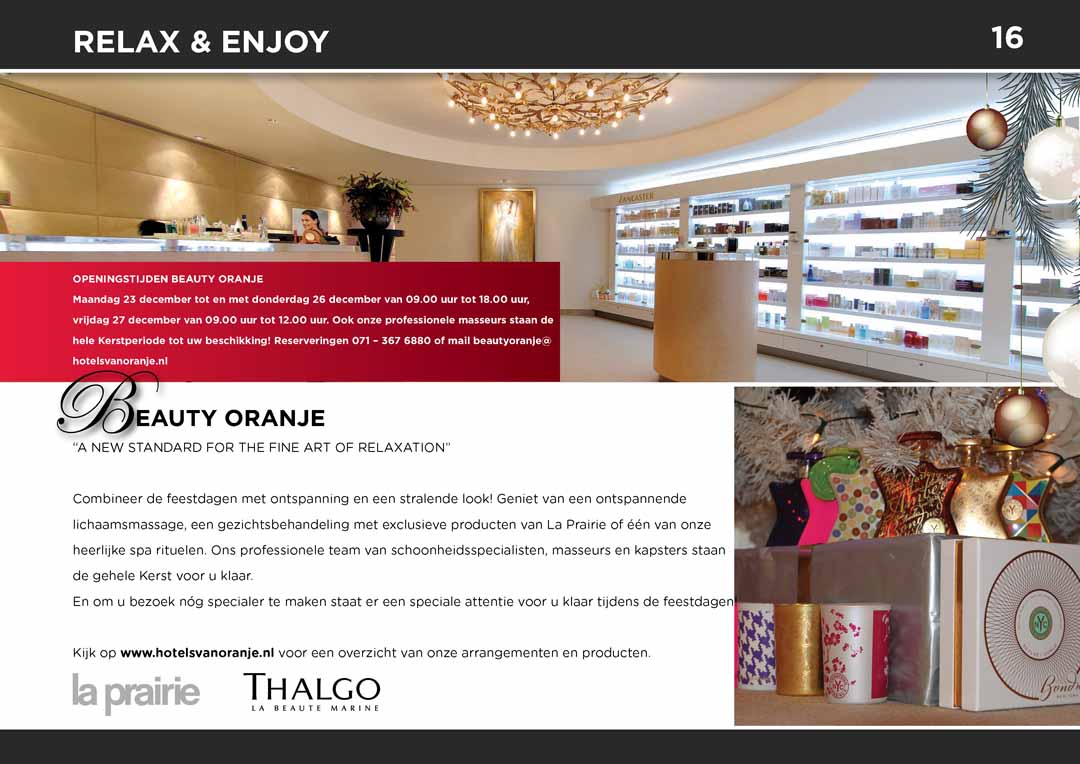 RELAX & ENJOY
16
LANCASTER
OPENINGSTIJDEN BEAUTY ORANJE
Maandag 23 december tot en met donderdag 26 december van 09.00 uur tot 18.00 uur,
vrijdag 27 december van 09.00 uur tot 12.00 uur. Ook onze professionele masseurs staan de
hele Kerstperiode tot uw beschikking! Reserveringen 071 – 367 6880 of mail beautyoranje@
hotelsvanoranje.nl
BEAUTY ORANJE
“A NEW STANDARD FOR THE FINE ART OF RELAXATION”
Combineer de feestdagen met ontspanning en een stralende look! Geniet van een ontspannende
lichaamsmassage, een gezichtsbehandeling met exclusieve producten van La Prairie of één van onze
heerlijke spa rituelen. Ons professionele team van schoonheidsspecialisten, masseurs en kapsters staan
de gehele Kerst voor u klaar.
En om u bezoek nóg specialer te maken staat er een speciale attentie voor u klaar tijdens de feestdagen
Kijk op www.hotelsvanoranje.nl voor een overzicht van onze arrangementen en producten.
la prairie
THALGO
LA BEAUTE MARINE
NYC